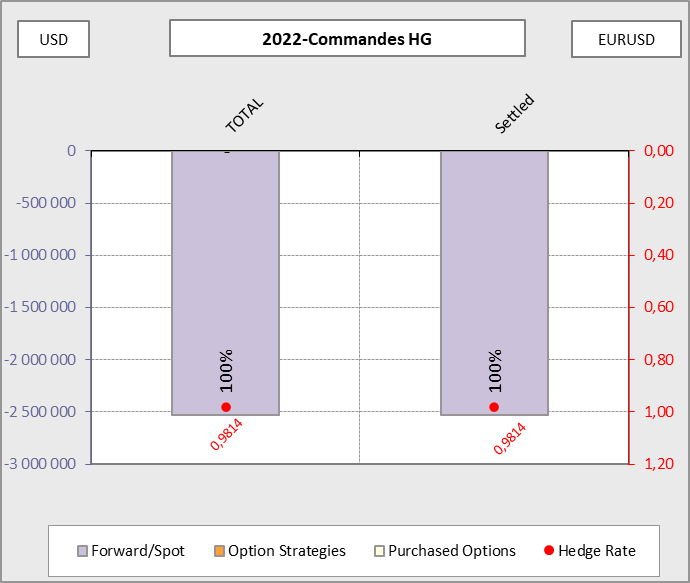 USD
2022-Commandes HG
EURUSD
TOTAL
Settled
0
-500 000
-1 000 000
-1 500 000
-2 000 000
-2 500 000
-3 000 000
0,00
0,20
0,40
0,60
0,80
1,00
1,20
-
100%
100%
0,9814
0,9814
Forward/Spot
Option Strategies
Purchased Options
Hedge Rate